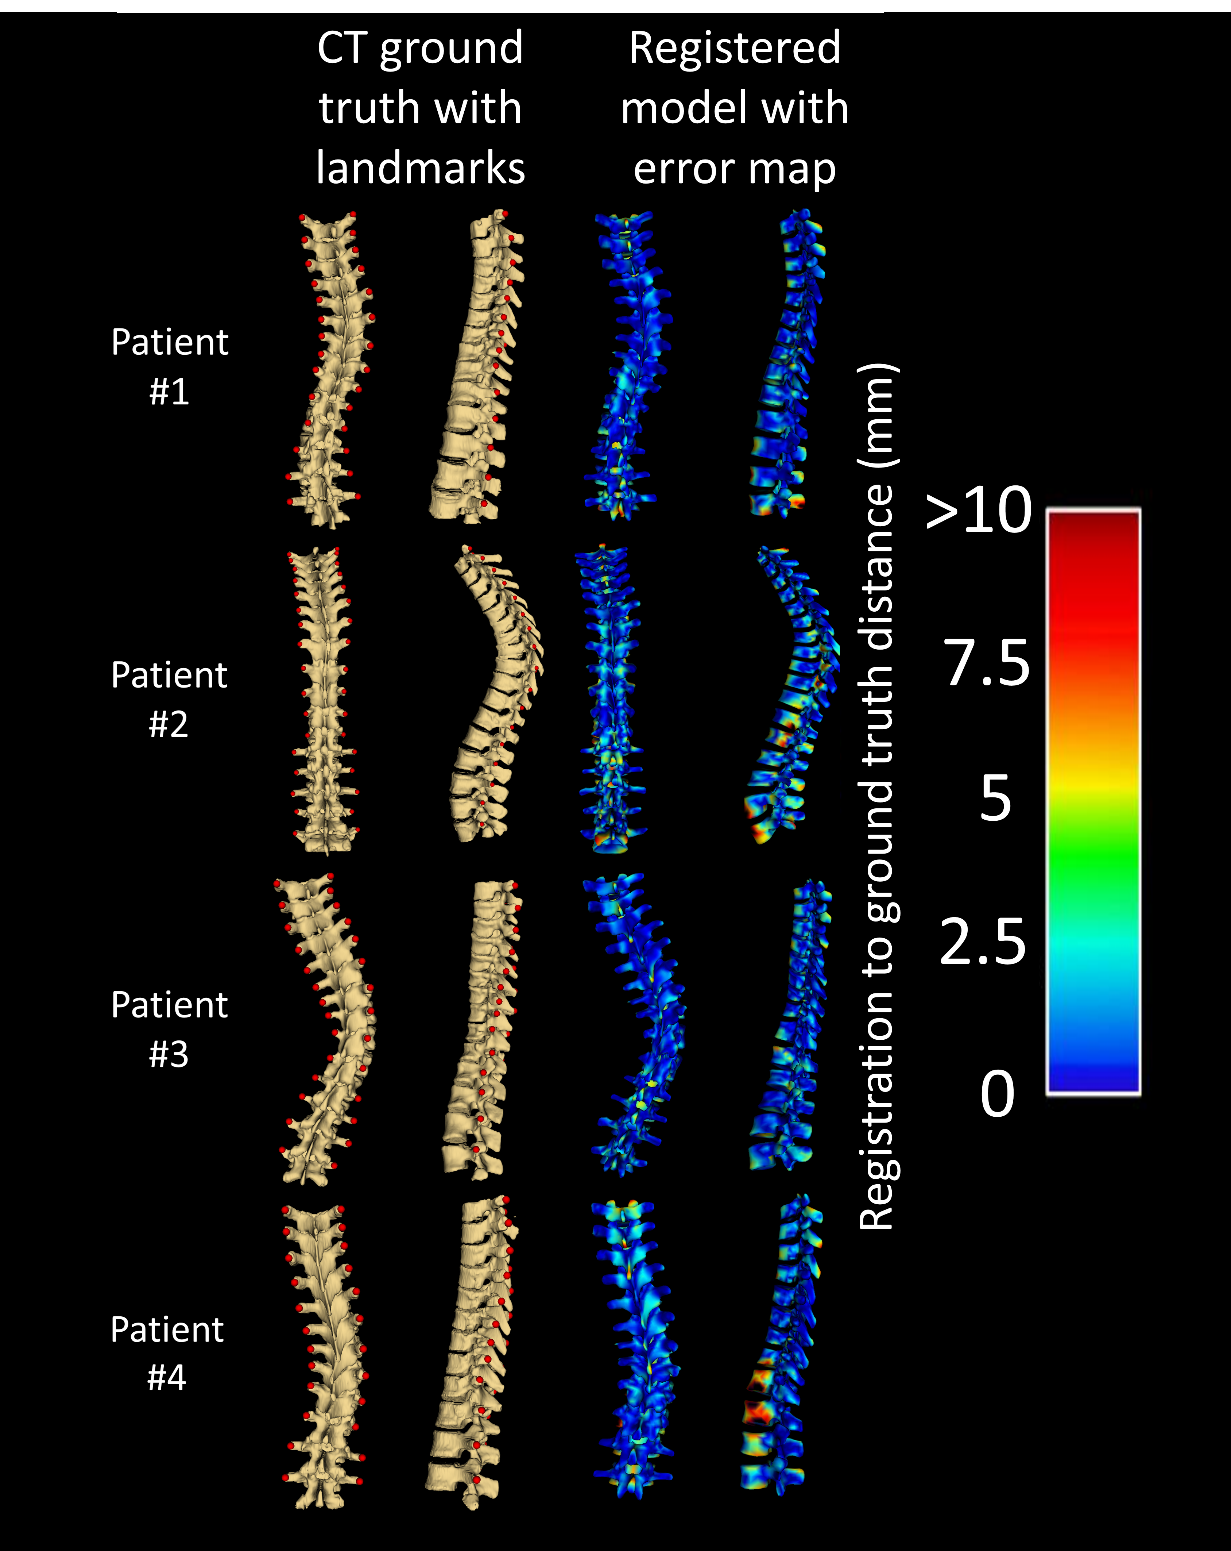 CT ground
truth with
landmarks
Registered
model with
error map
Patient
#1
Patient
#2
Patient
#3
Patient
#4
Registration to ground truth distance (mm)
>10
7.5
5
2.5
0